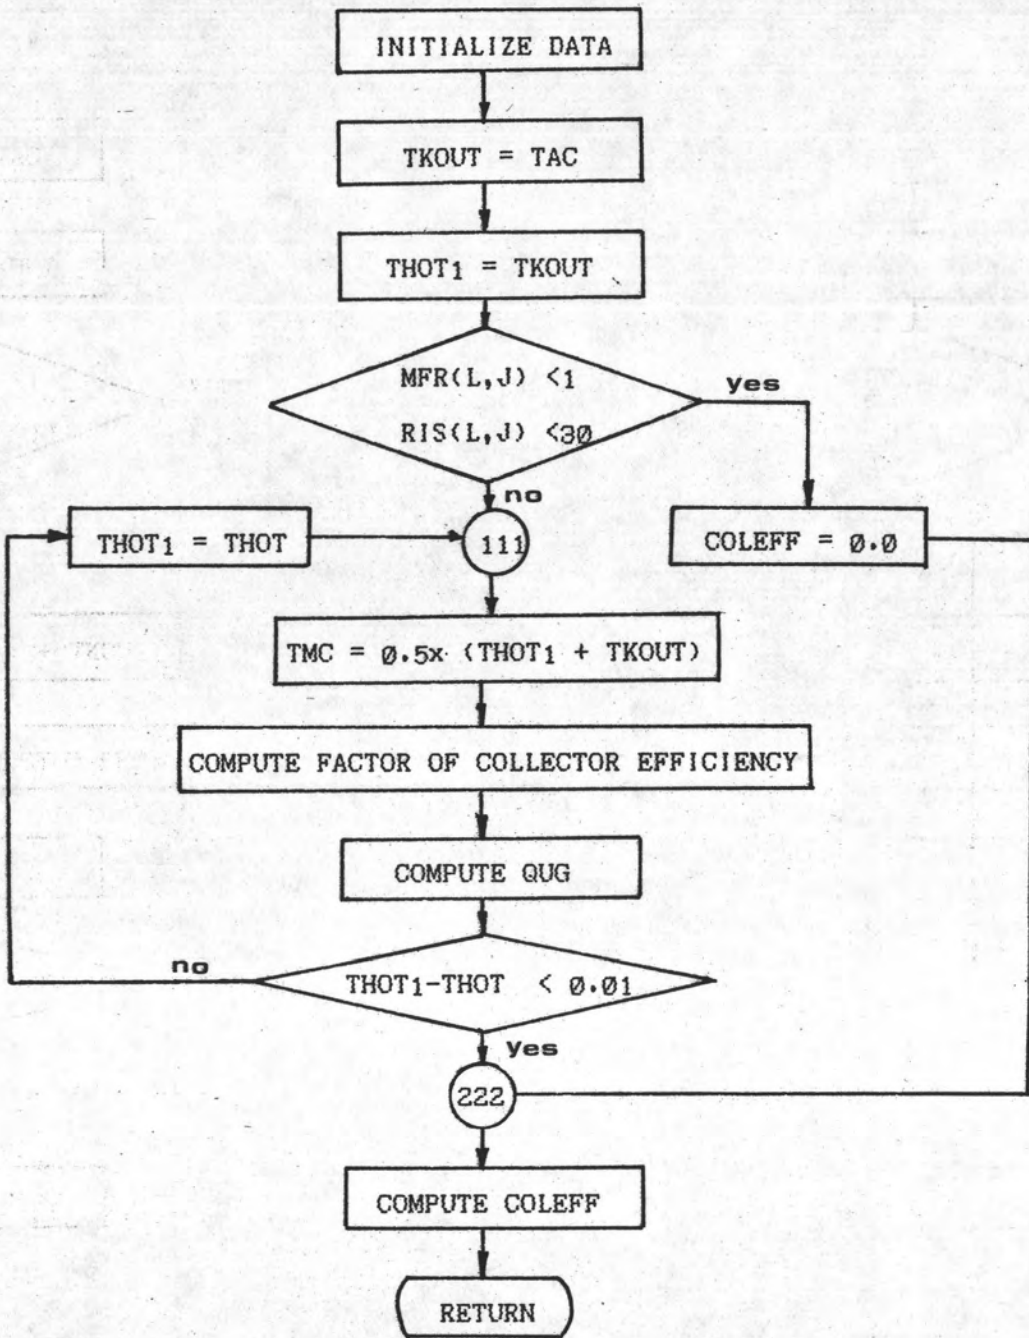 INITIALIZE DATA
TKOUT = TAC
THOT1 = TKOUT
MFR(L,J) <1
yes
RIS(L,J) <30
no
THOT1 = THOT
111
COLEFF = 0.0
TMC = 0.5x (THOT1 + TKOUT)
COMPUTE FACTOR OF COLLECTOR EFFICIENCY
COMPUTE QUG
no
THOT1-THOT < 0.01
yes
222
COMPUTE COLEFF
RETURN